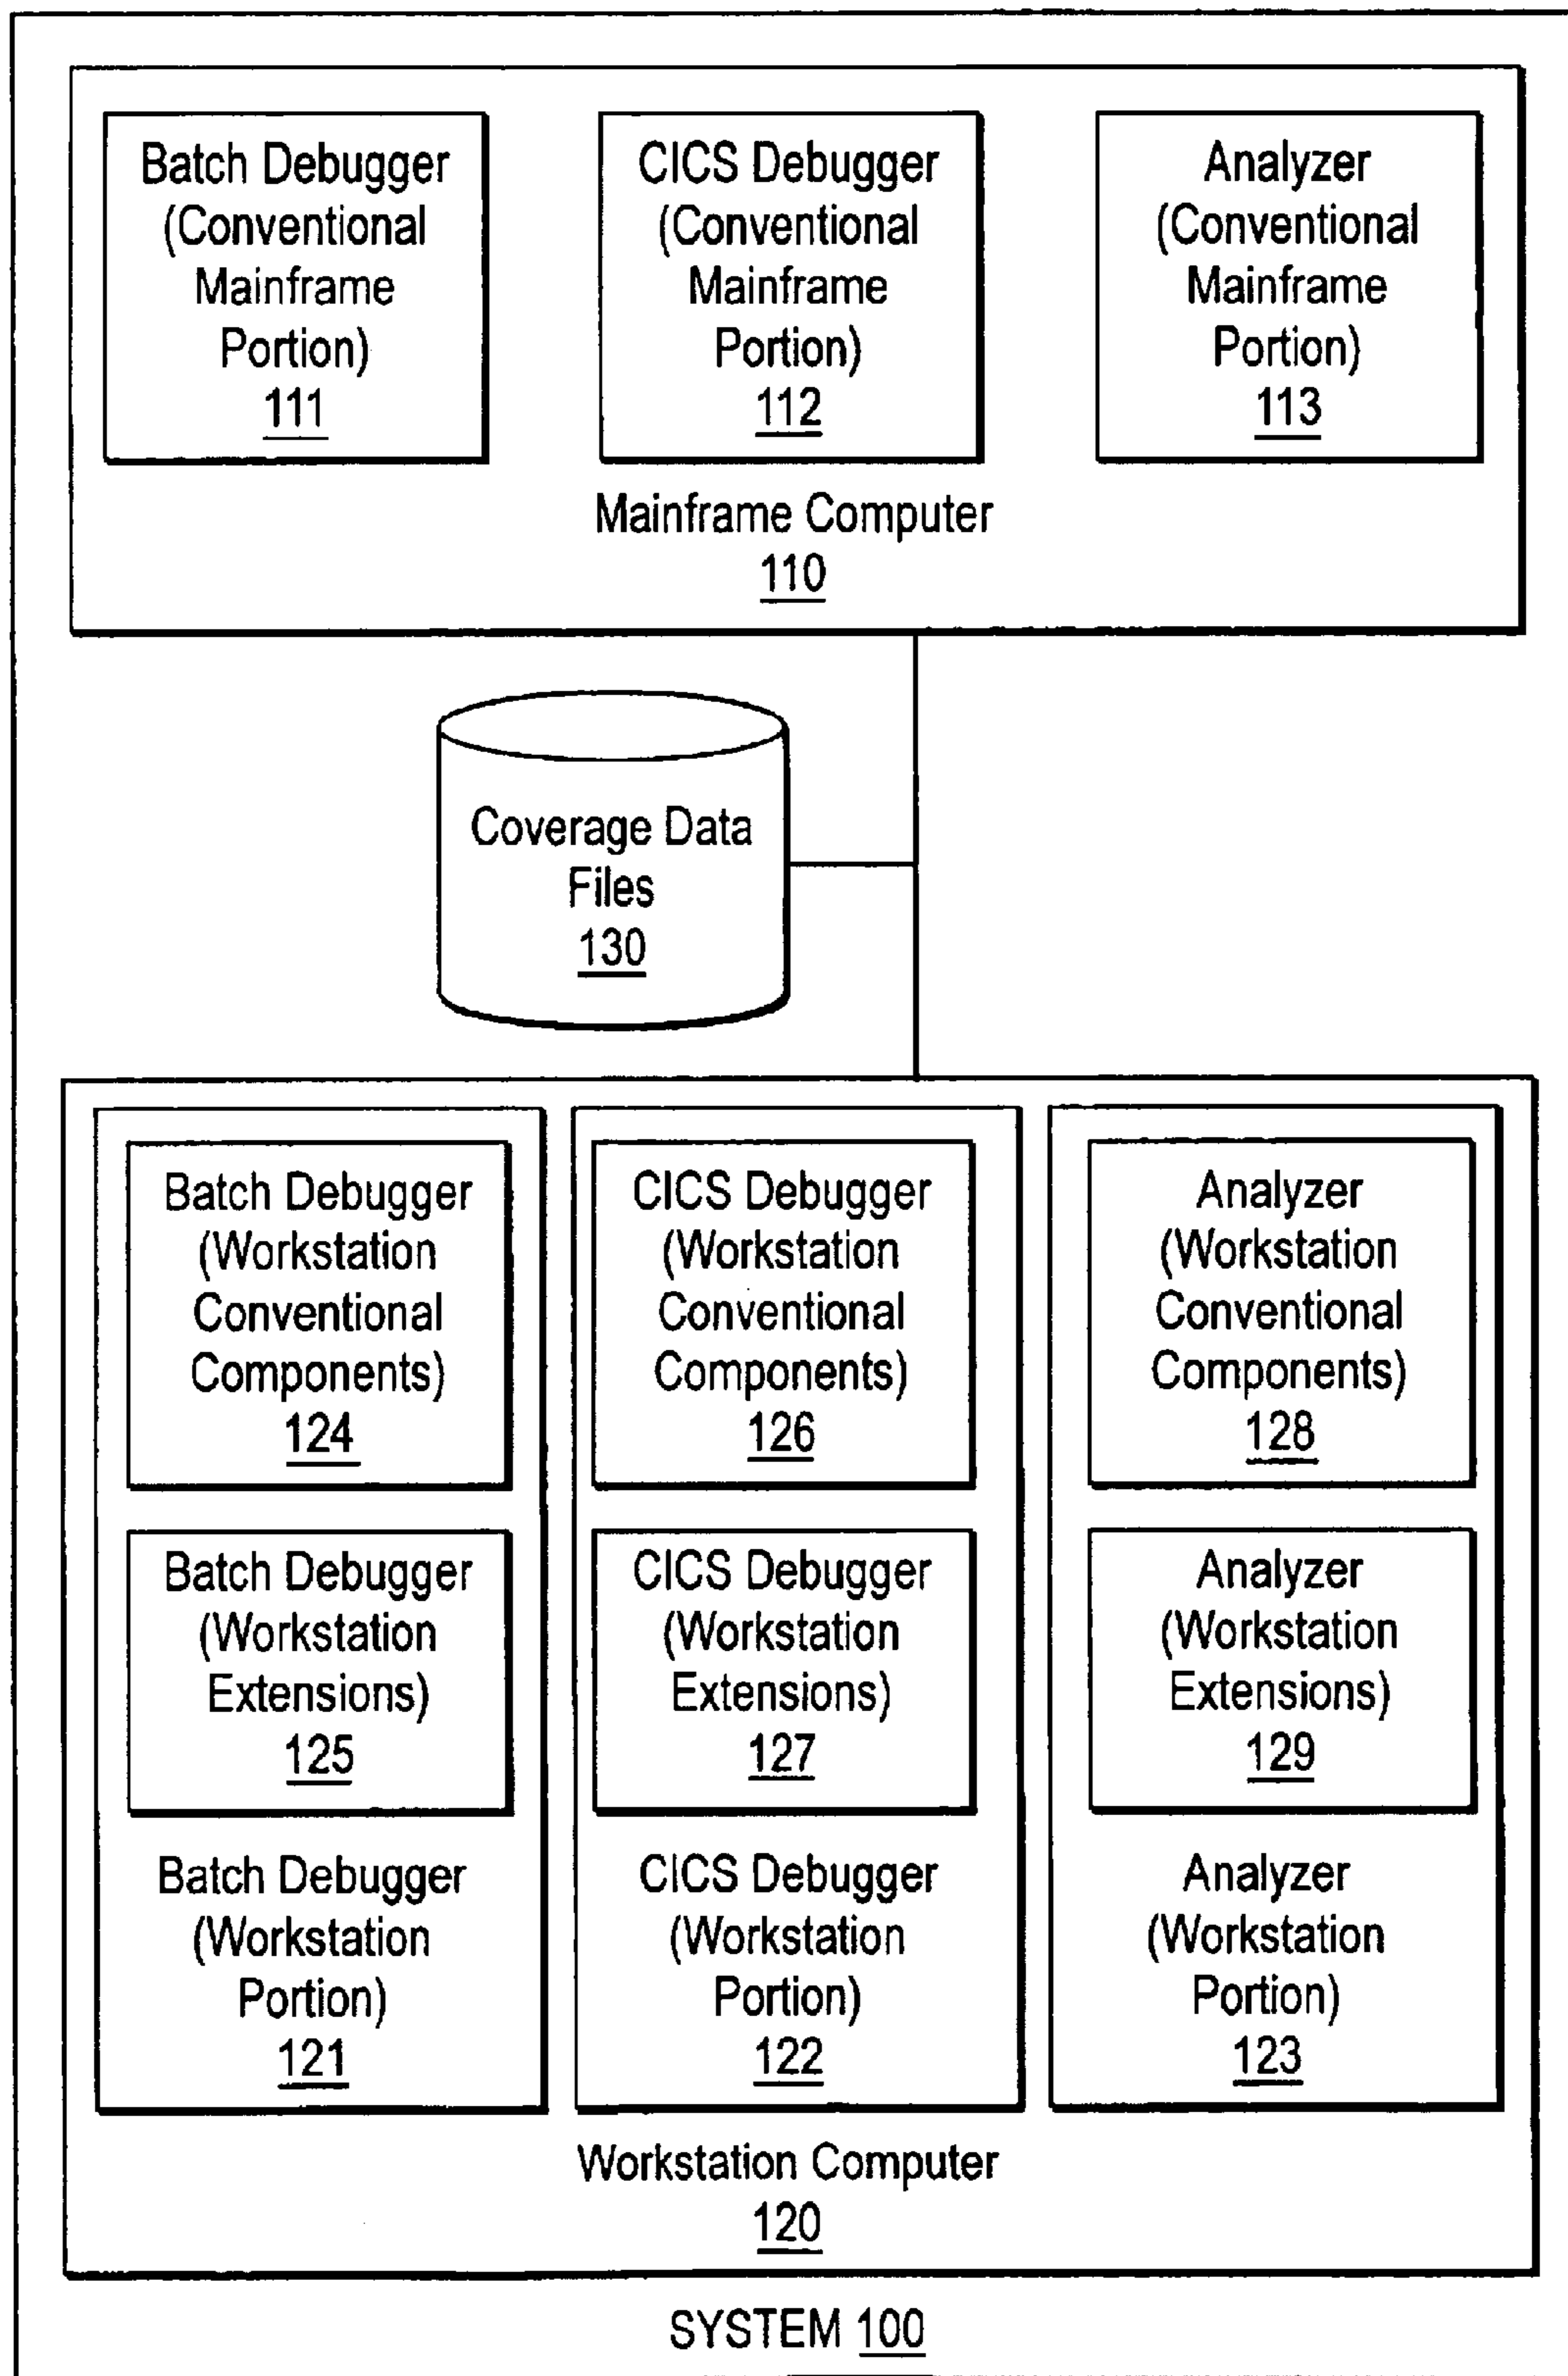 Batch Debugger
(Conventional
Mainframe
Portion)
111
CICS Debugger
(Conventional
Mainframe
Portion)
112
Analyzer
(Conventional
Mainframe
Portion)
113
Mainframe Computer
110
Coverage Data
Files
130
Batch Debugger
(Workstation
Conventional
Components)
124
CICS Debugger
(Workstation
Conventional
Components)
126
Analyzer
(Workstation
Conventional
Components)
128
Batch Debugger
(Workstation
Extensions)
125
CICS Debugger
(Workstation
Extensions)
127
Analyzer
(Workstation
Extensions)
129
Batch Debugger
(Workstation
Portion)
121
CICS Debugger
(Workstation
Portion)
122
Analyzer
(Workstation
Portion)
123
Workstation Computer
120
SYSTEM 100